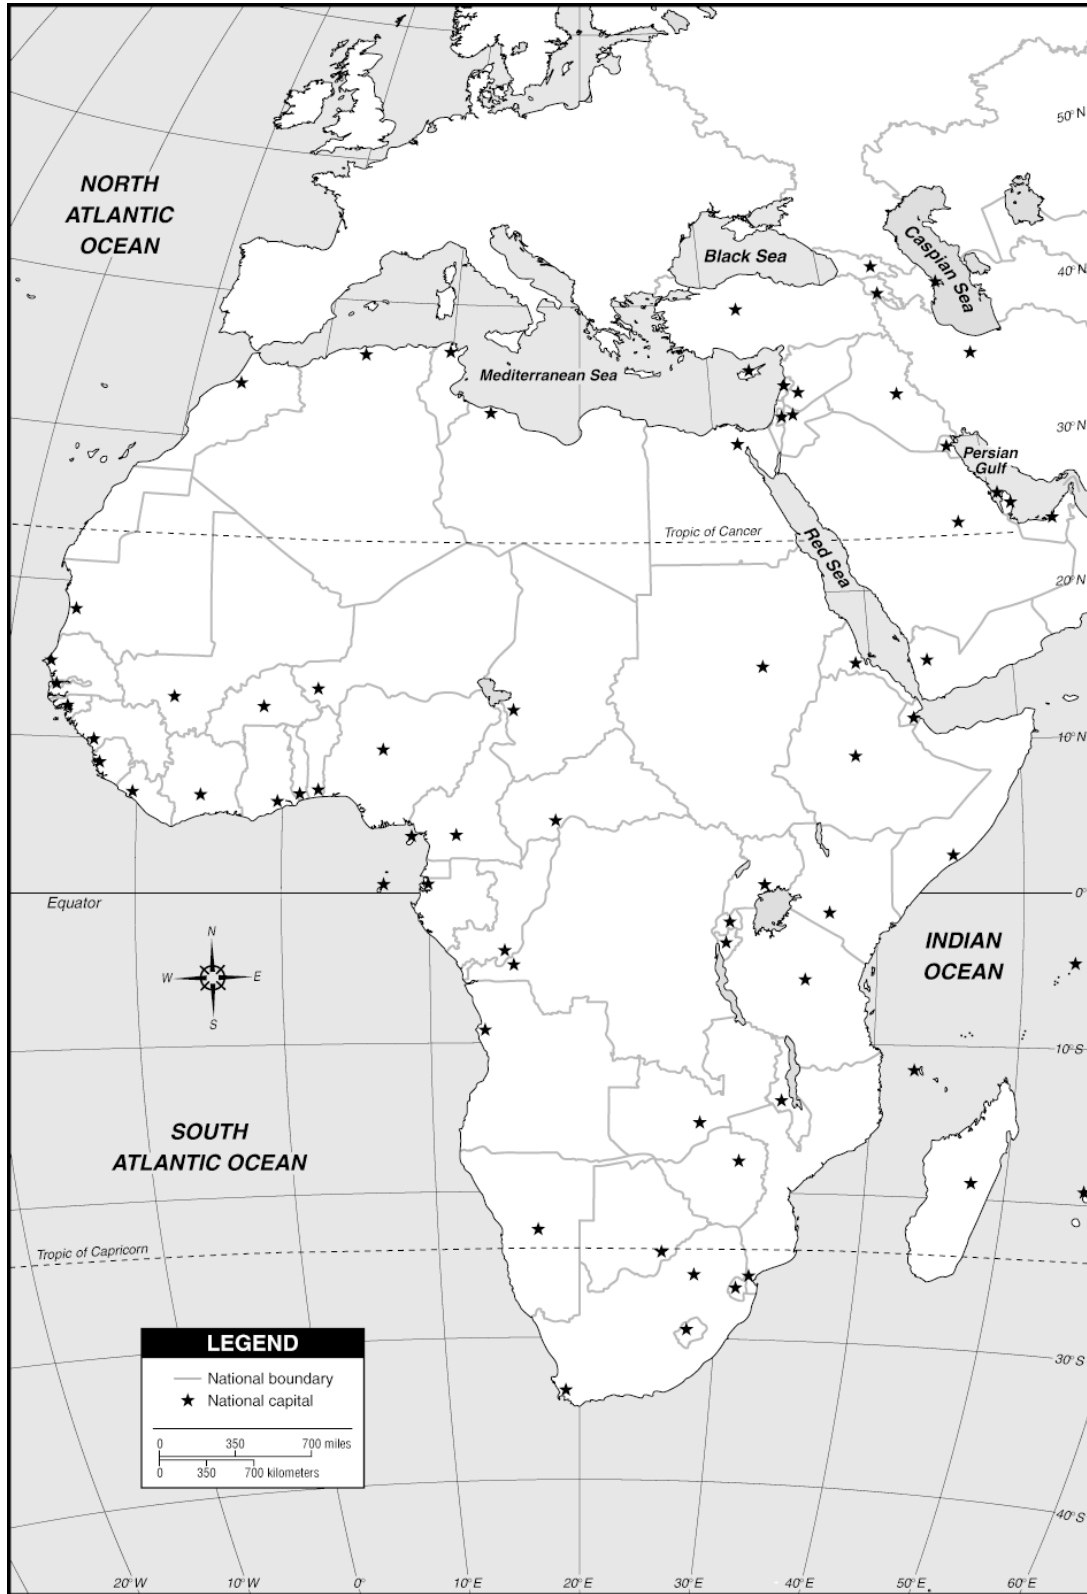 50°N
NORTH
ATLANTIC
OCEAN
Black Sea
Caspian Sea
40°N
Mediterranean Sea
30°N
Persian
Gulf
Tropic of Cancer
Red Sea
20°N
10°N
Equator
0°
N
W
E
S
INDIAN
OCEAN
10°S
SOUTH
ATLANTIC OCEAN
Tropic of Capricorn
LEGEND
National boundary
National capital
0 350 700 miles
0 350 700 kilometers
30°S
40°S
20°W 10°W 0° 10°E 20°E 30°E 40°E 50°E 60°E